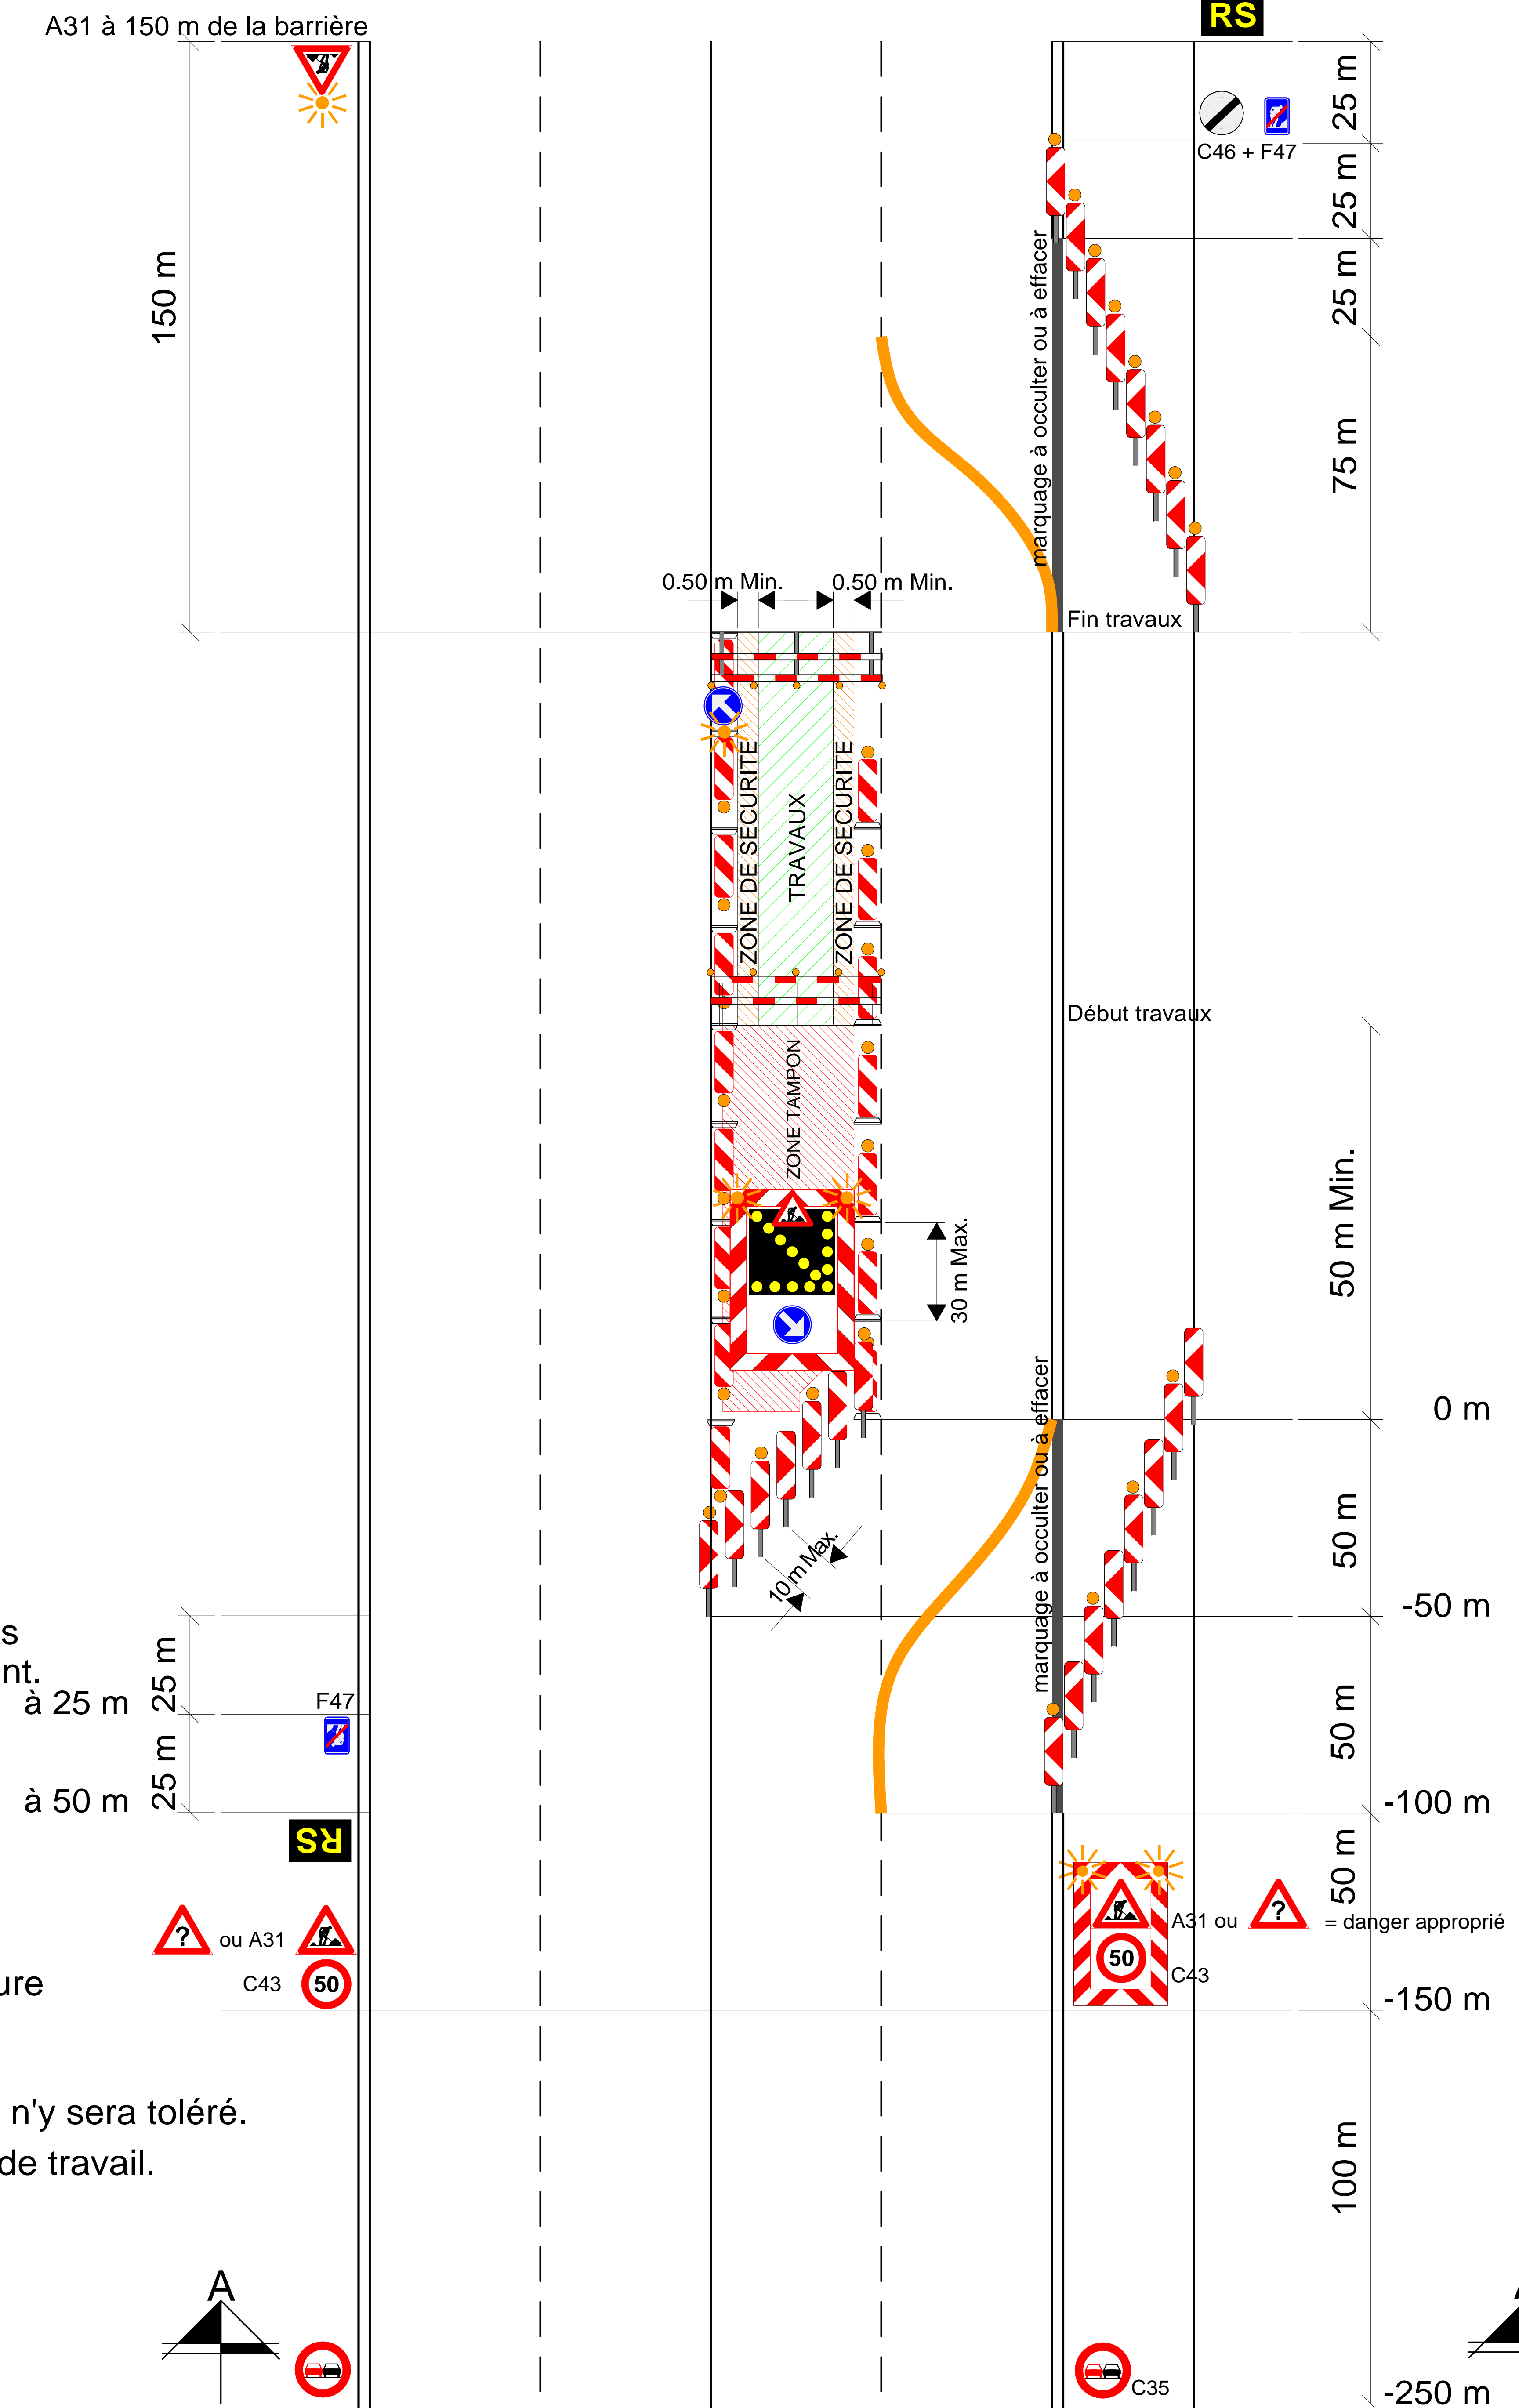 RS
A31 à 150 m de la barrière
25 m
C46 + F47
25 m
150 m
25 m
marquage à occulter ou à effacer
75 m
0.50 m Min.
0.50 m Min.
Fin travaux
ZONE DE SECURITE
TRAVAUX
ZONE DE SECURITE
Début travaux
ZONE TAMPON
50 m Min.
30 m Max.
0 m
marquage à occulter ou à effacer
10 m Max.
50 m
-50 m
s
nt.
25 m
à 25 m
F47
25 m
50 m
à 50 m
-100 m
RS
50 m
? ou A31
A31 ou ? = danger approprié
C43 50
50 C43
ure
-150 m
n'y sera toléré.
de travail.
100 m
A
C35
-250 m